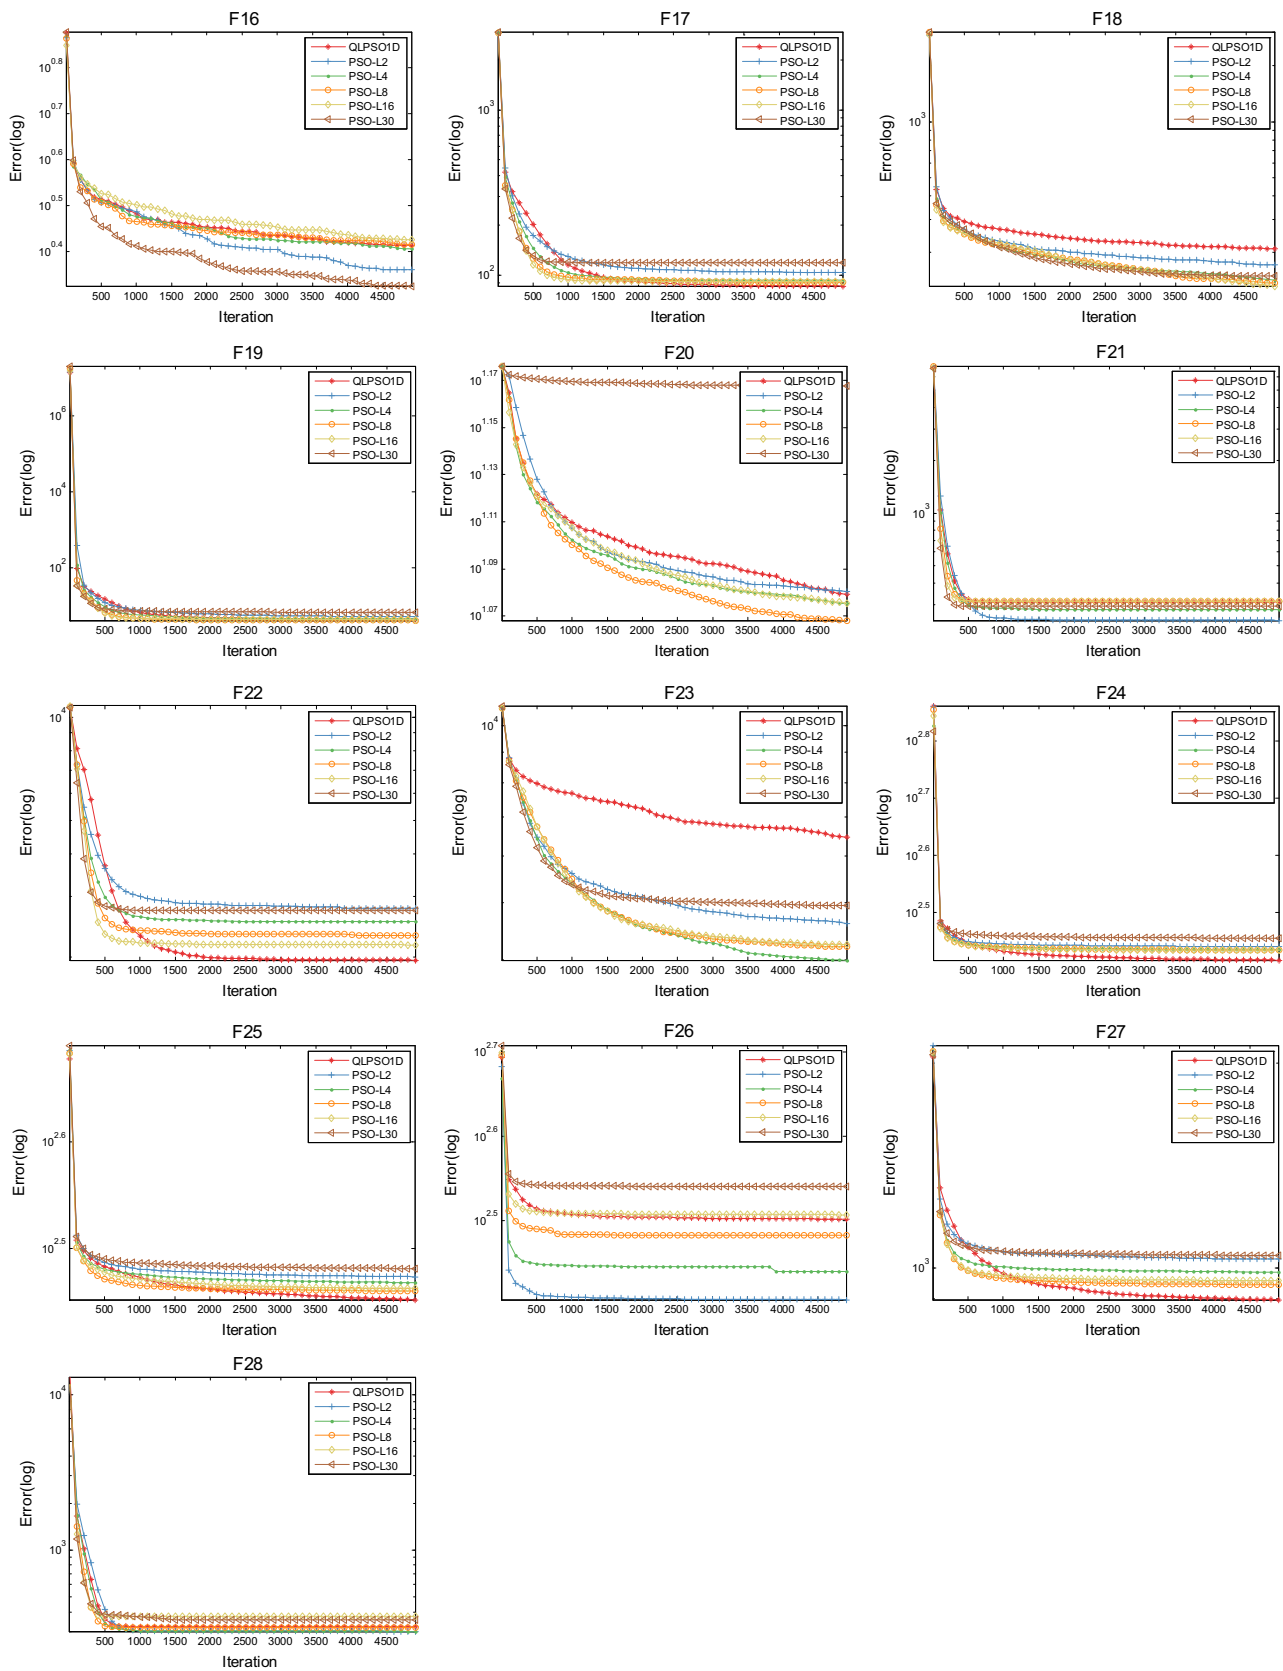 F16
F17
F18
Error(log)
10^0.8
10^0.7
10^0.6
10^0.5
10^0.4
QLPSO1D
PSO-L2
PSO-L4
PSO-L8
PSO-L16
PSO-L30
500 1000 1500 2000 2500 3000 3500 4000 4500
Iteration
Error(log)
10^3
10^2
QLPSO1D
PSO-L2
PSO-L4
PSO-L8
PSO-L16
PSO-L30
500 1000 1500 2000 2500 3000 3500 4000 4500
Iteration
Error(log)
10^3
QLPSO1D
PSO-L2
PSO-L4
PSO-L8
PSO-L16
PSO-L30
500 1000 1500 2000 2500 3000 3500 4000 4500
Iteration
F19
F20
F21
Error(log)
10^6
10^4
10^2
QLPSO1D
PSO-L2
PSO-L4
PSO-L8
PSO-L16
PSO-L30
500 1000 1500 2000 2500 3000 3500 4000 4500
Iteration
Error(log)
10^1.17
10^1.15
10^1.13
10^1.11
10^1.09
10^1.07
QLPSO1D
PSO-L2
PSO-L4
PSO-L8
PSO-L16
PSO-L30
500 1000 1500 2000 2500 3000 3500 4000 4500
Iteration
Error(log)
10^3
QLPSO1D
PSO-L2
PSO-L4
PSO-L8
PSO-L16
PSO-L30
500 1000 1500 2000 2500 3000 3500 4000 4500
Iteration
F22
F23
F24
Error(log)
10^4
QLPSO1D
PSO-L2
PSO-L4
PSO-L8
PSO-L16
PSO-L30
500 1000 1500 2000 2500 3000 3500 4000 4500
Iteration
Error(log)
10^4
QLPSO1D
PSO-L2
PSO-L4
PSO-L8
PSO-L16
PSO-L30
500 1000 1500 2000 2500 3000 3500 4000 4500
Iteration
Error(log)
10^2.8
10^2.7
10^2.6
10^2.5
QLPSO1D
PSO-L2
PSO-L4
PSO-L8
PSO-L16
PSO-L30
500 1000 1500 2000 2500 3000 3500 4000 4500
Iteration
F25
F26
F27
Error(log)
10^2.6
10^2.5
QLPSO1D
PSO-L2
PSO-L4
PSO-L8
PSO-L16
PSO-L30
500 1000 1500 2000 2500 3000 3500 4000 4500
Iteration
Error(log)
10^2.7
10^2.6
10^2.5
QLPSO1D
PSO-L2
PSO-L4
PSO-L8
PSO-L16
PSO-L30
500 1000 1500 2000 2500 3000 3500 4000 4500
Iteration
Error(log)
10^3
QLPSO1D
PSO-L2
PSO-L4
PSO-L8
PSO-L16
PSO-L30
500 1000 1500 2000 2500 3000 3500 4000 4500
Iteration
F28
Error(log)
10^4
10^3
QLPSO1D
PSO-L2
PSO-L4
PSO-L8
PSO-L16
PSO-L30
500 1000 1500 2000 2500 3000 3500 4000 4500
Iteration